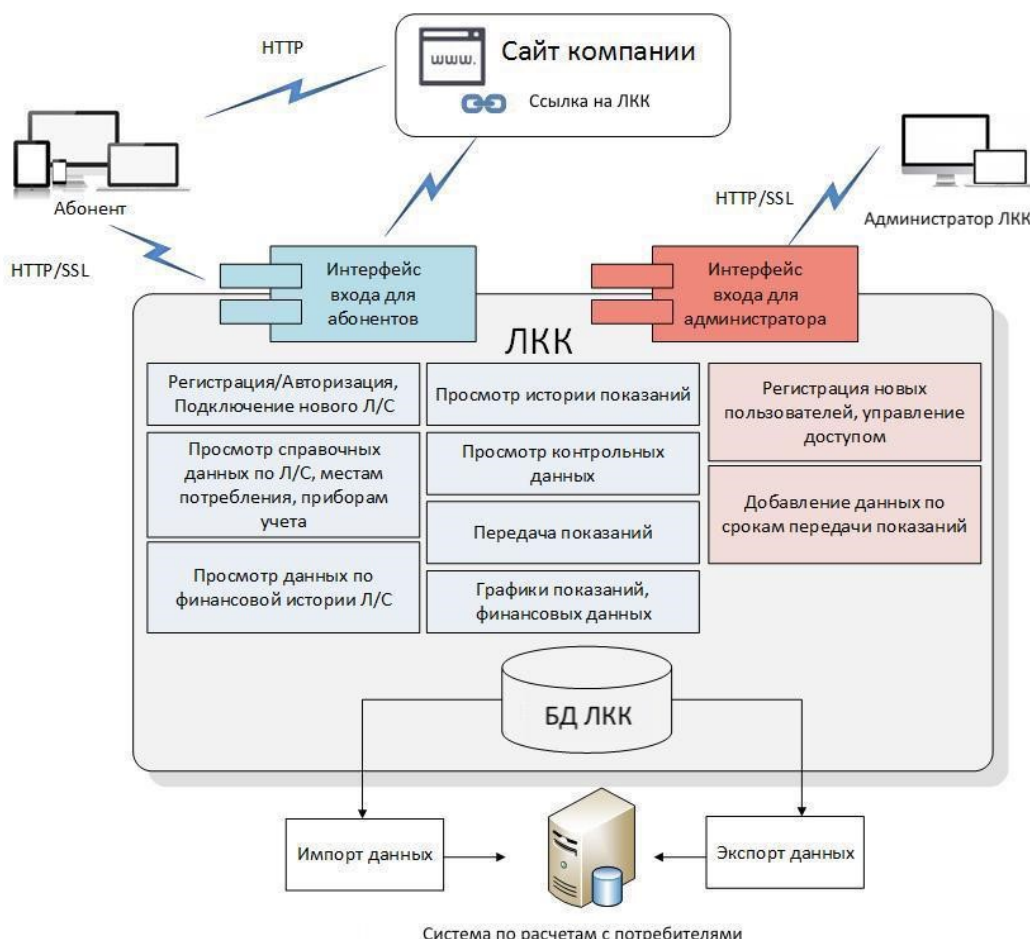 HTTP
www.
Сайт компании
Ссылка на ЛКК
Абонент
HTTP/SSL
HTTP/SSL
Администратор ЛКК
Интерфейс
входа для
абонентов
Интерфейс
входа для
администратора
ЛКК
Регистрация/Авторизация,
Подключение нового Л/С
Просмотр справочных
данных по Л/С, местам
потребления, приборам
учета
Просмотр данных по
финансовой истории Л/С
Просмотр истории показаний
Просмотр контрольных
данных
Передача показаний
Графики показаний,
финансовых данных
Регистрация новых
пользователей, управление
доступом
Добавление данных по
срокам передачи показаний
БД ЛКК
Импорт данных
Экспорт данных
Система по расчетам с потребителями